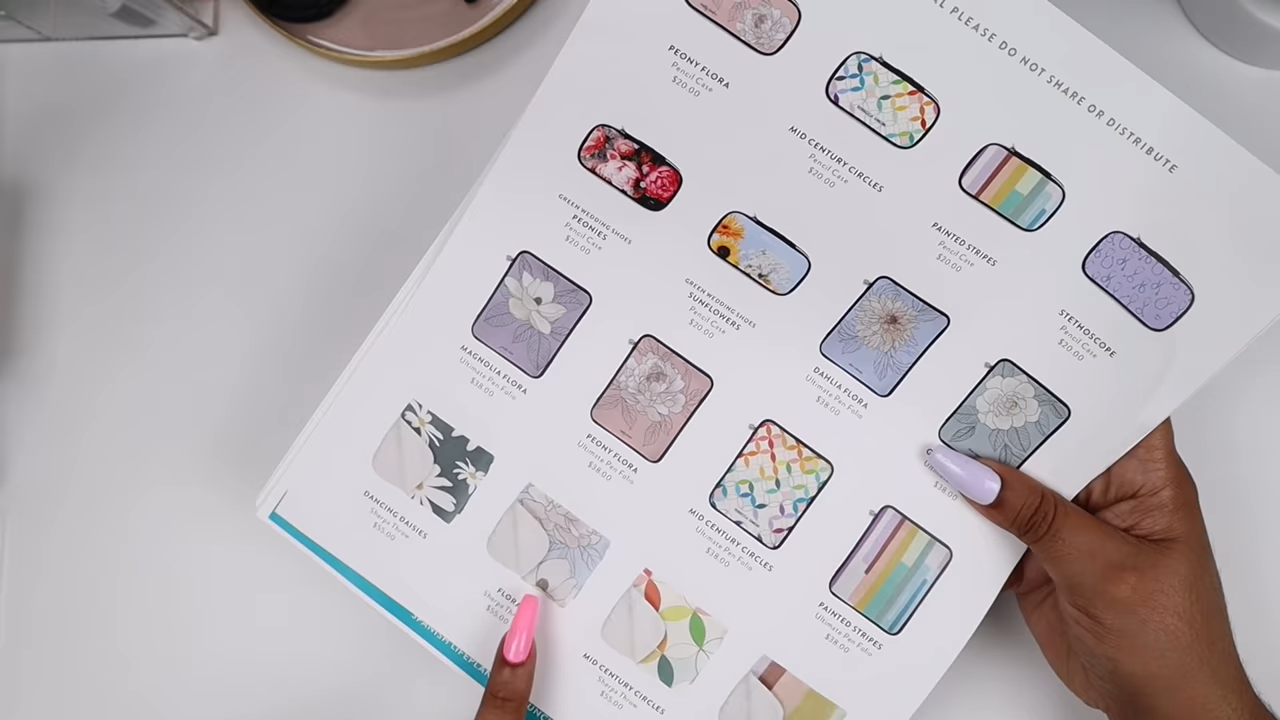 PLEASE DO NOT SHARE OR DISTRIBUTE
PEONY FLORA
Pencil Case
$20.00
MID CENTURY CIRCLES
Pencil Case
$20.00
PAINTED STRIPES
Pencil Case
$20.00
STETHOSCOPE
Pencil Case
$20.00
GREEN WEDDING SHOES
PEONIES
Pencil Case
$20.00
GREEN WEDDING SHOES
SUNFLOWERS
Pencil Case
$20.00
DAHLIA FLORA
Ultimate Pen Folio
$38.00
$38.00
MAGNOLIA FLORA
Ultimate Pen Folio
$38.00
PEONY FLORA
Ultimate Pen Folio
$38.00
MID CENTURY CIRCLES
Ultimate Pen Folio
$38.00
PAINTED STRIPES
Ultimate Pen Folio
$38.00
DANCING DAISIES
Sherpa Throw
$55.00
FLORA
Sherpa Throw
$55.00
MID CENTURY CIRCLES
Sherpa Throw
$55.00